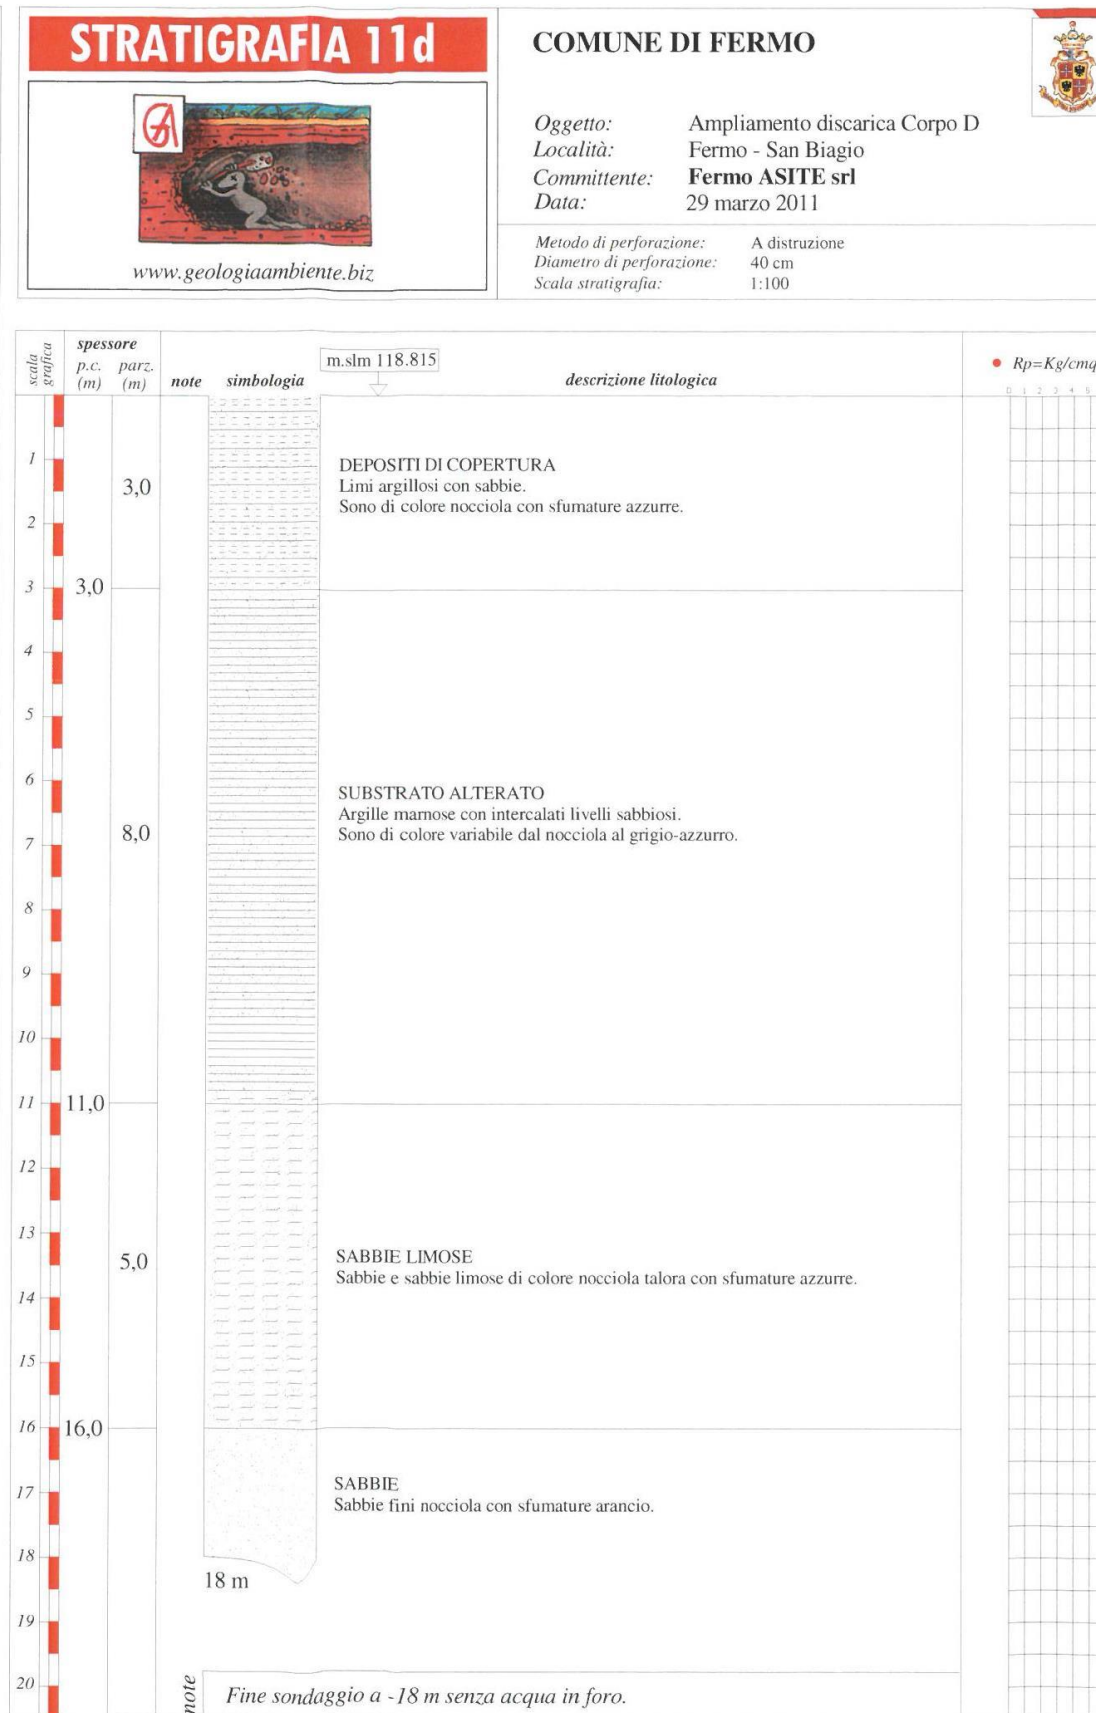 STRATIGRAFIA 11d
www.geologiaambiente.biz
COMUNE DI FERMO
Oggetto: Ampliamento discarica Corpo D
Località: Fermo - San Biagio
Committente: Fermo ASITE srl
Data: 29 marzo 2011
Metodo di perforazione: A distruzione
Diametro di perforazione: 40 cm
Scala stratigrafia: 1:100
scala grafica
spessore
p.c. (m)
parz. (m)
note
simbologia
m.slm 118.815
descrizione litologica
Rp=Kg/cmq
0 1 2 3 4 5
1
3,0
DEPOSITI DI COPERTURA
Limi argillosi con sabbie.
Sono di colore nocciola con sfumature azzurre.
2
3
3,0
4
5
6
SUBSTRATO ALTERATO
Argille marnose con intercalati livelli sabbiosi.
Sono di colore variabile dal nocciola al grigio-azzurro.
8,0
7
8
9
10
11
11,0
12
13
5,0
SABBIE LIMOSE
Sabbie e sabbie limose di colore nocciola talora con sfumature azzurre.
14
15
16
16,0
17
SABBIE
Sabbie fini nocciola con sfumature arancio.
18
18 m
19
20
note
Fine sondaggio a -18 m senza acqua in foro.